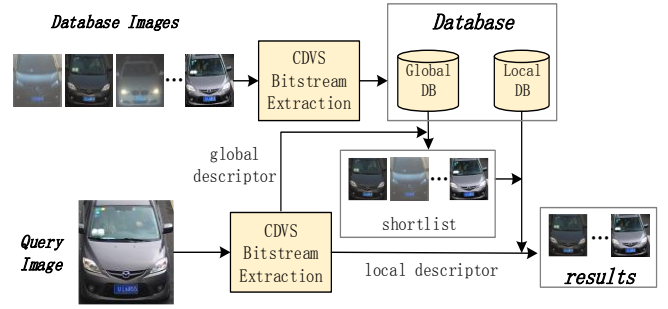 Database Images
Database
CDVS
Bitstream
Extraction
Global
DB
Local
DB
global
descriptor
shortlist
Query
Image
CDVS
Bitstream
Extraction
local descriptor
results